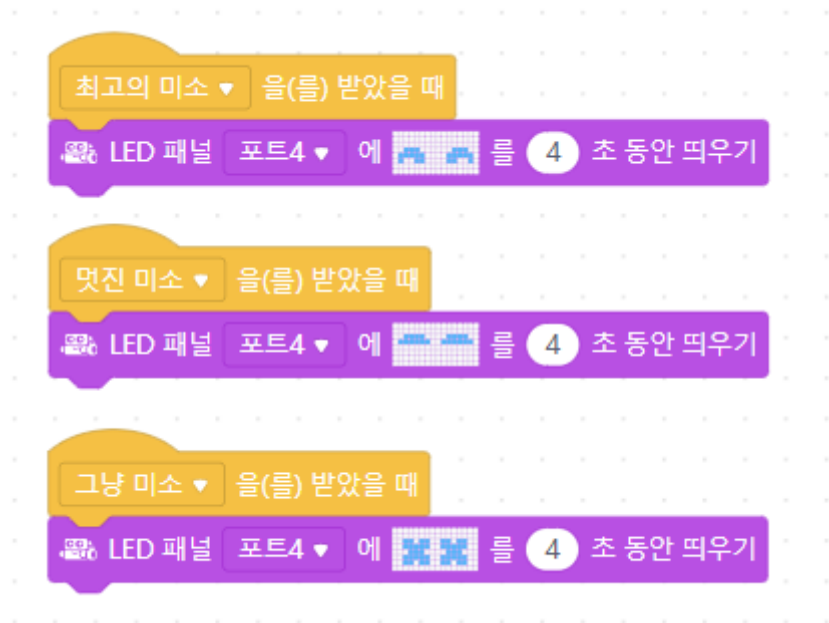 최고의 미소 을(를) 받았을 때
LED 패널 포트4 에 를 4 초 동안 띄우기
멋진 미소 을(를) 받았을 때
LED 패널 포트4 에 를 4 초 동안 띄우기
그냥 미소 을(를) 받았을 때
LED 패널 포트4 에 를 4 초 동안 띄우기